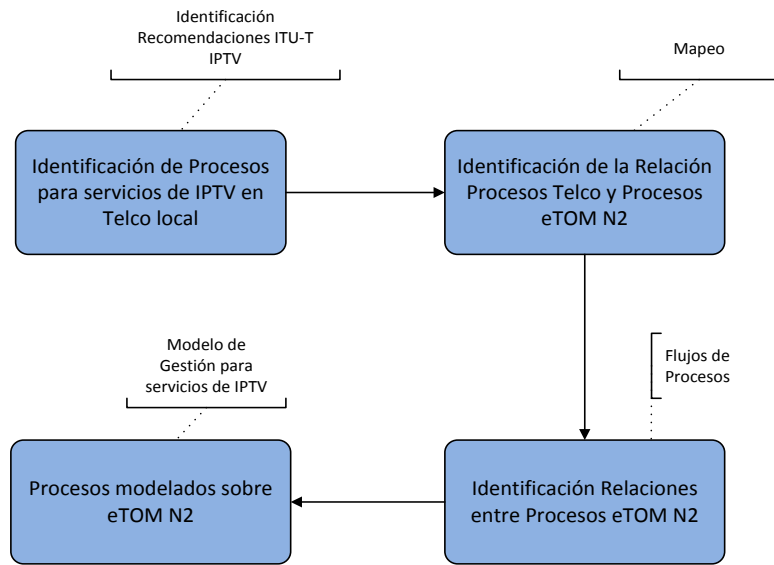 Identificación
Recomendaciones ITU-T
IPTV
Mapeo
Identificación de Procesos
para servicios de IPTV en
Telco local
Identificación de la Relación
Procesos Telco y Procesos
eTOM N2
Modelo de
Gestión para
servicios de IPTV
Flujos de
Procesos
Procesos modelados sobre
eTOM N2
Identificación Relaciones
entre Procesos eTOM N2